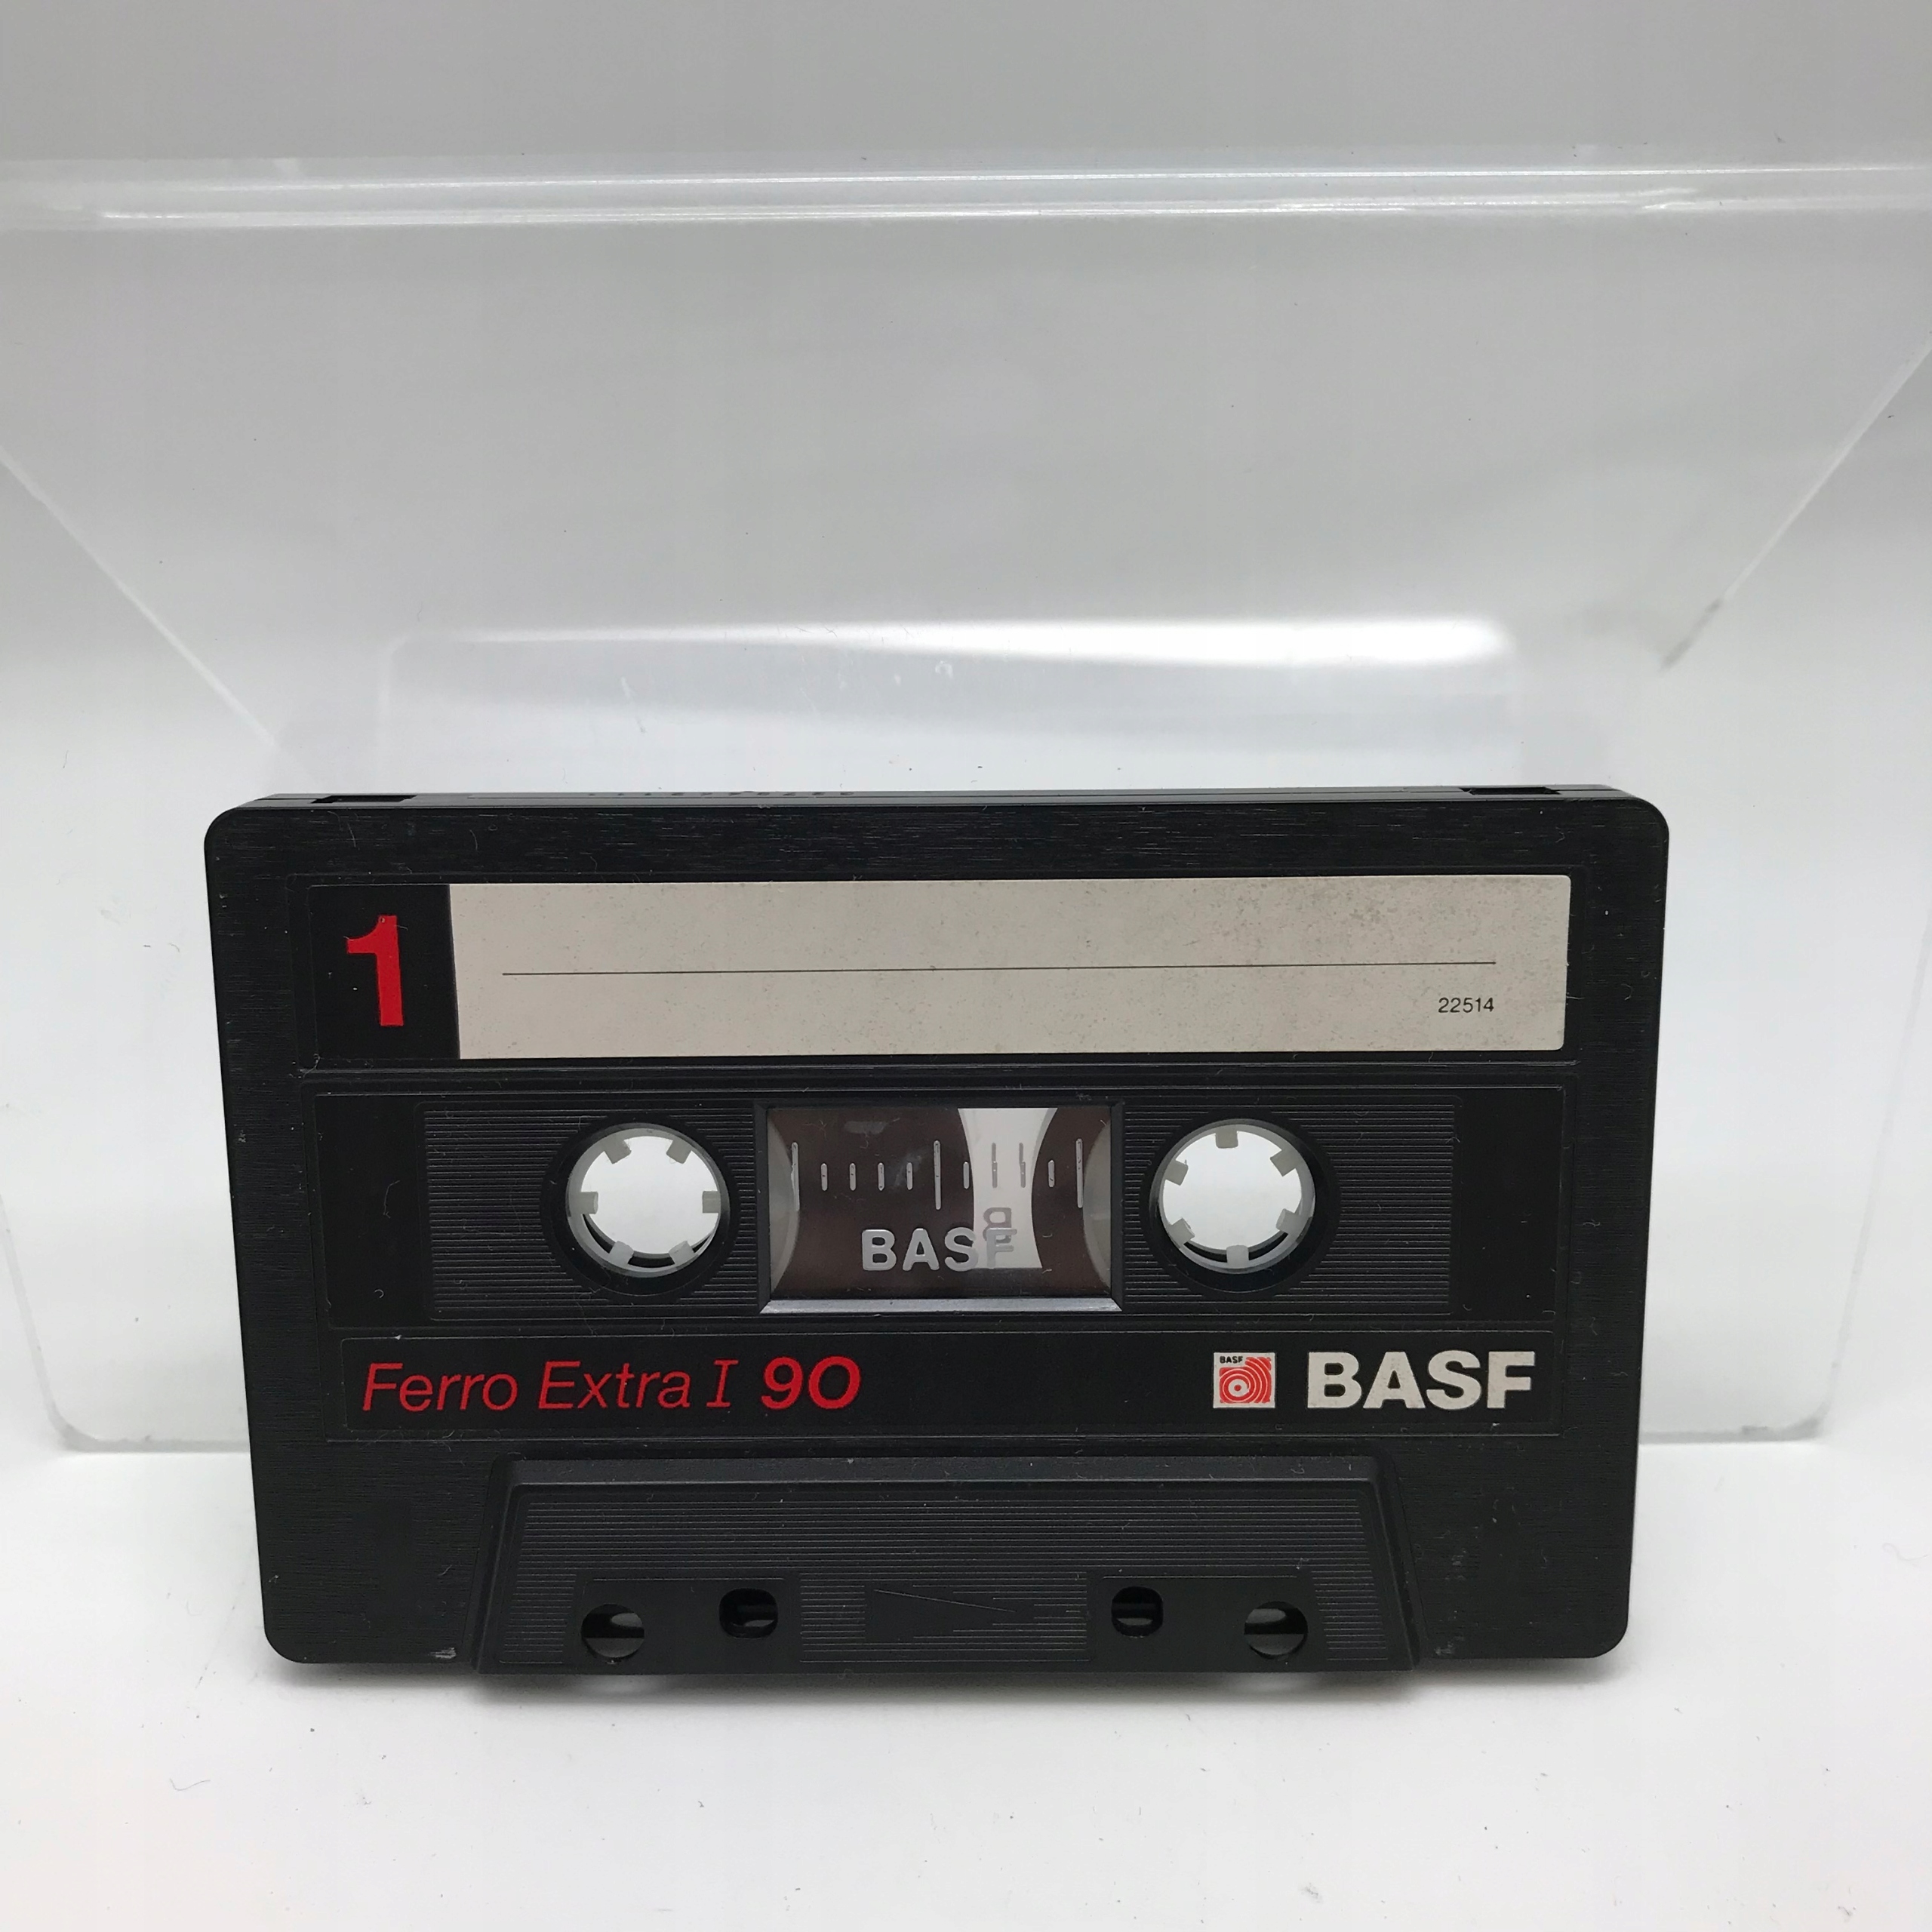 1
22514
BASF
Ferro Extra I 90
BASF
BASF